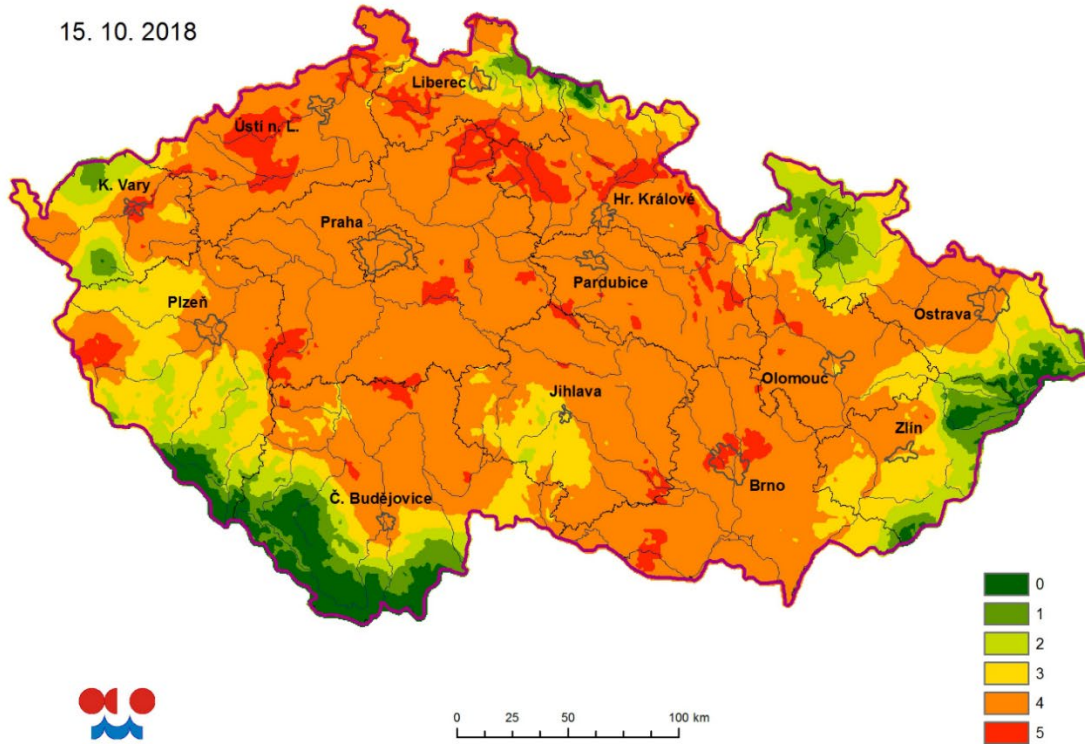 15. 10. 2018
Liberec
Ústí n. L.
K. Vary
Hr. Králové
Praha
Pardubice
Plzeň
Ostrava
Olomouc
Jihlava
Zlín
Brno
Č. Budějovice
0
1
2
3
4
5
0 25 50 100 km